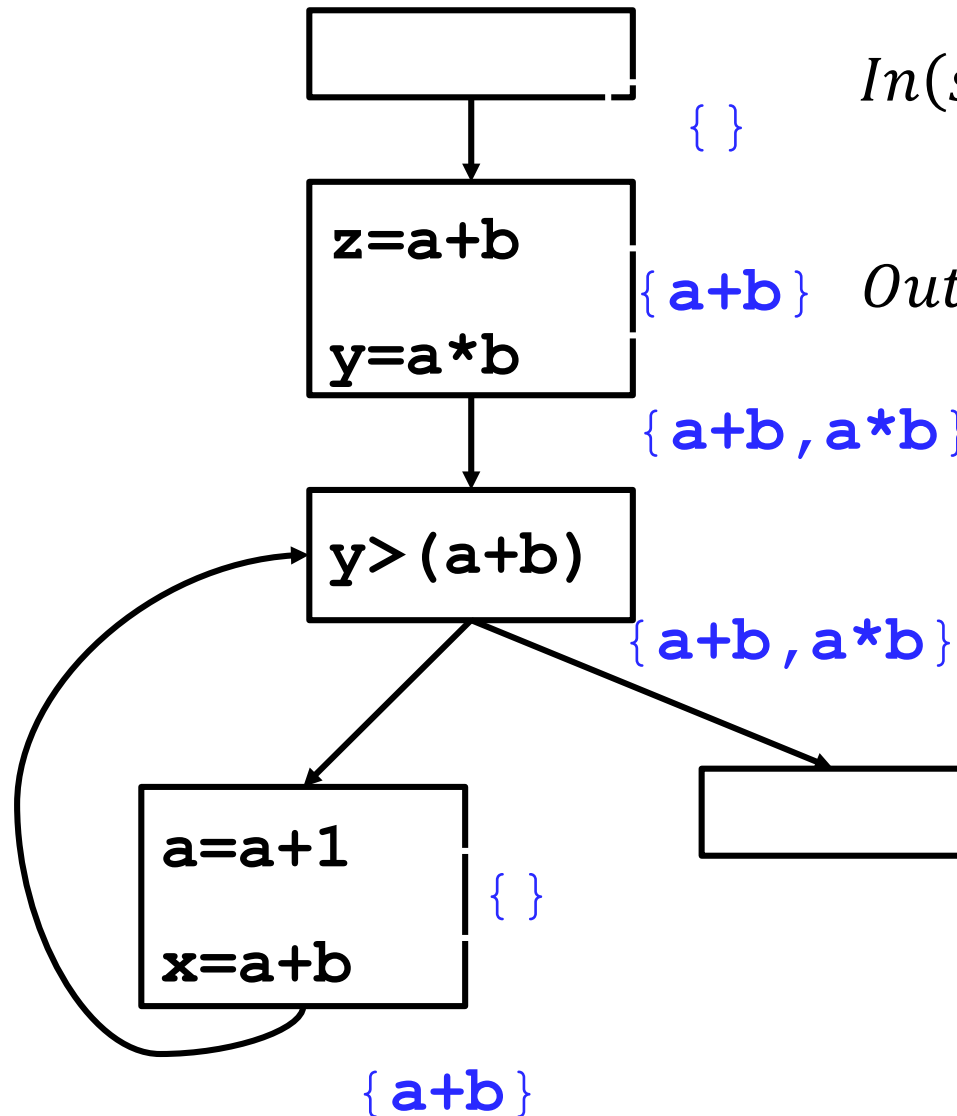 In(s
{ }
z=a+b
{a+b}
Out
y=a*b
{a+b,a*b}
y>(a+b)
{a+b,a*b}
a=a+1
{ }
x=a+b
{a+b}